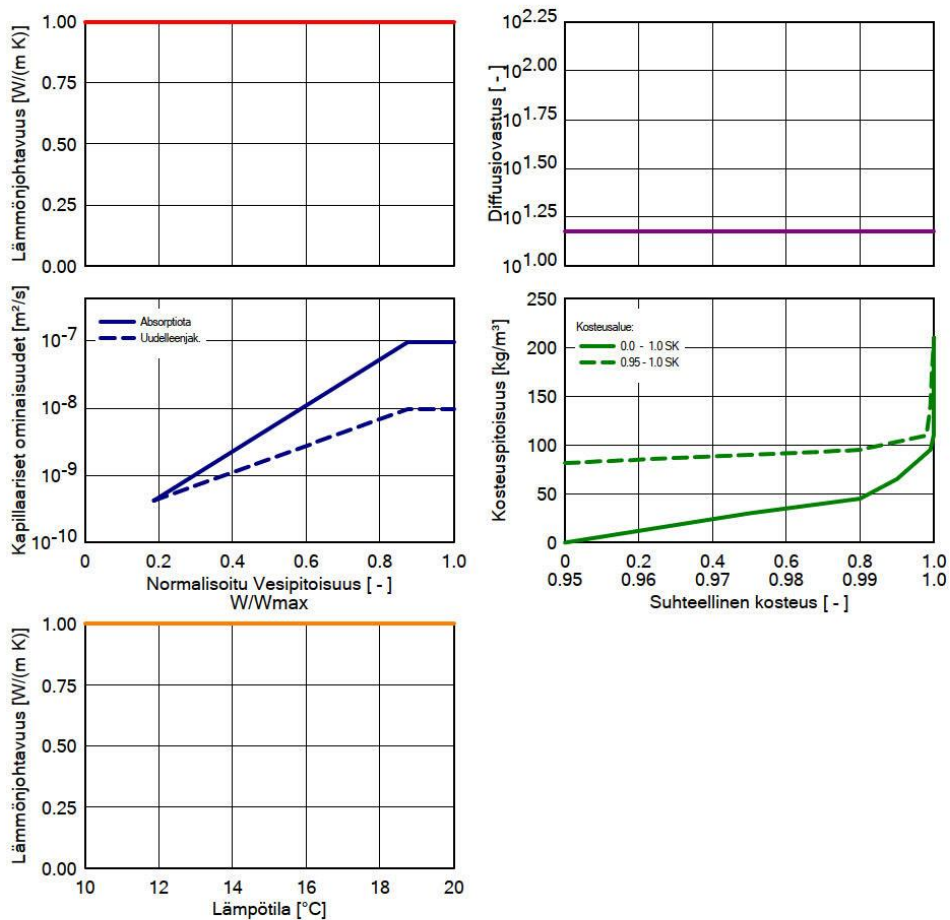 Lämmönjohtavuus [W/(m K)]
1.00
0.75
0.50
0.25
0.00
Diffuusiovastus [ - ]
10^2.25
10^2.00
10^1.75
10^1.50
10^1.25
10^1.00
Kapillaariset ominaisuudet [m²/s]
10^-7
10^-8
10^-9
10^-10
Absorptiota
Uudelleenjak.
0 0.2 0.4 0.6 0.8 1.0
Normalisoitu Vesipitoisuus [ - ]
W/Wmax
Kosteuspitoisuus [kg/m³]
250
200
150
100
50
0
Kosteusalue:
0.0 - 1.0 SK
0.95 - 1.0 SK
0 0.2 0.4 0.6 0.8 1.0
0.95 0.96 0.97 0.98 0.99 1.0
Suhteellinen kosteus [ - ]
Lämmönjohtavuus [W/(m K)]
1.00
0.75
0.50
0.25
0.00
10 12 14 16 18 20
Lämpötila [°C]